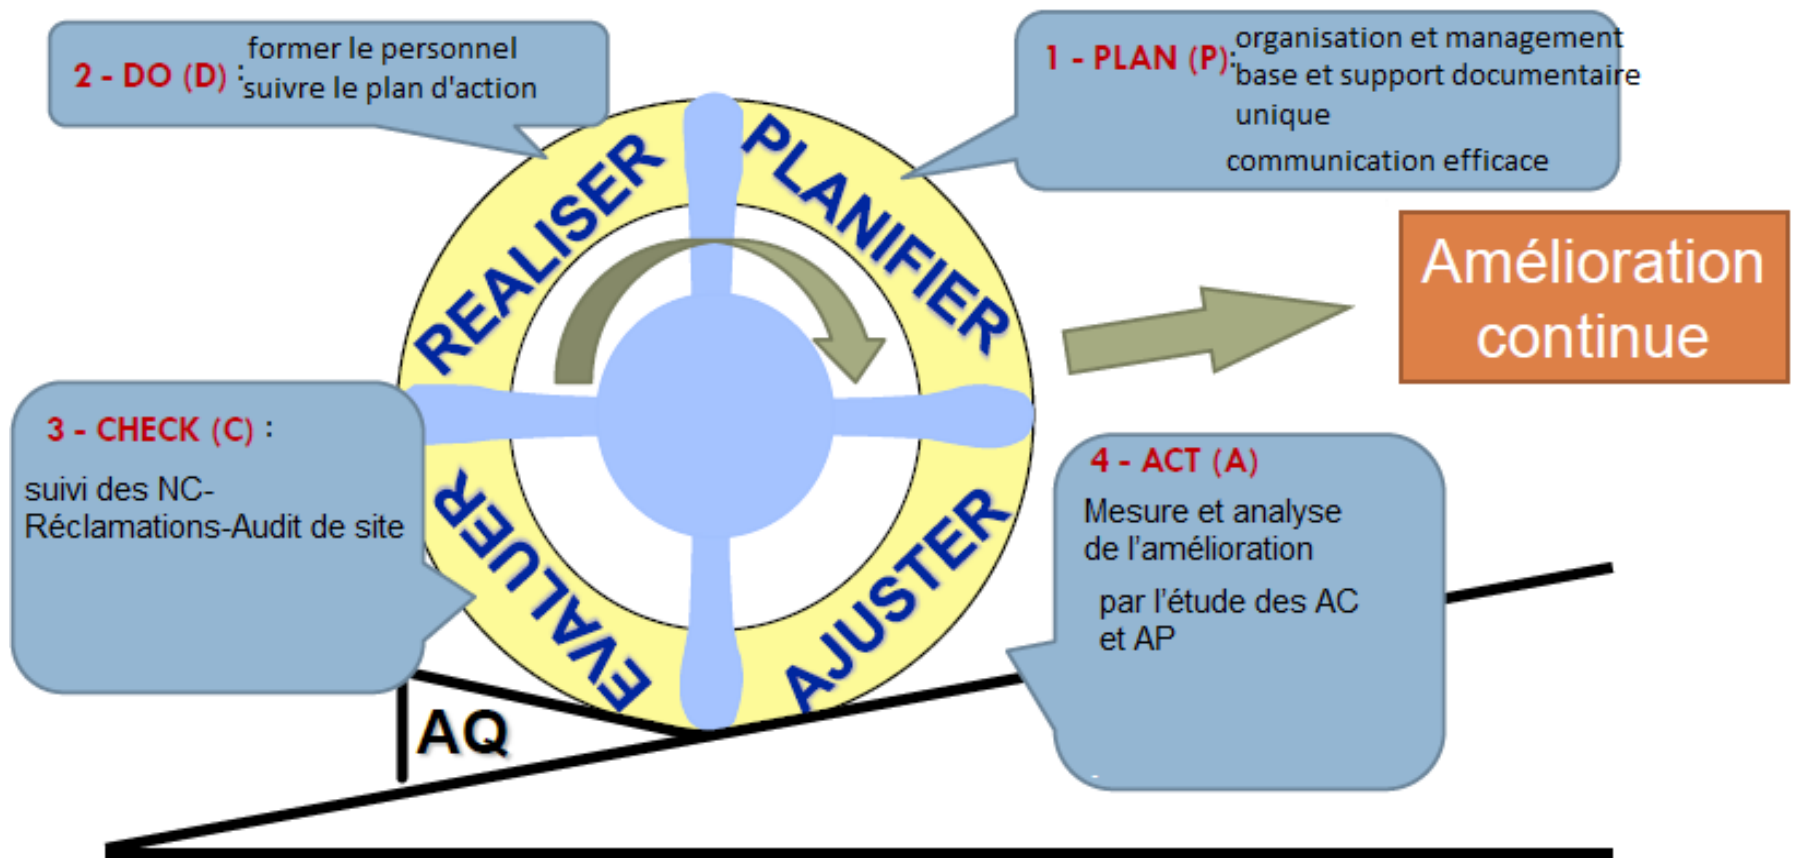 2 - DO (D) : former le personnel
suivre le plan d'action
1 - PLAN (P): organisation et management
base et support documentaire
unique
communication efficace
REALISER
PLANIFIER
Amélioration
continue
3 - CHECK (C) :
suivi des NC-
Réclamations-Audit de site
EVALUER
AJUSTER
4 - ACT (A)
Mesure et analyse
de l'amélioration
par l'étude des AC
et AP
-
AQ